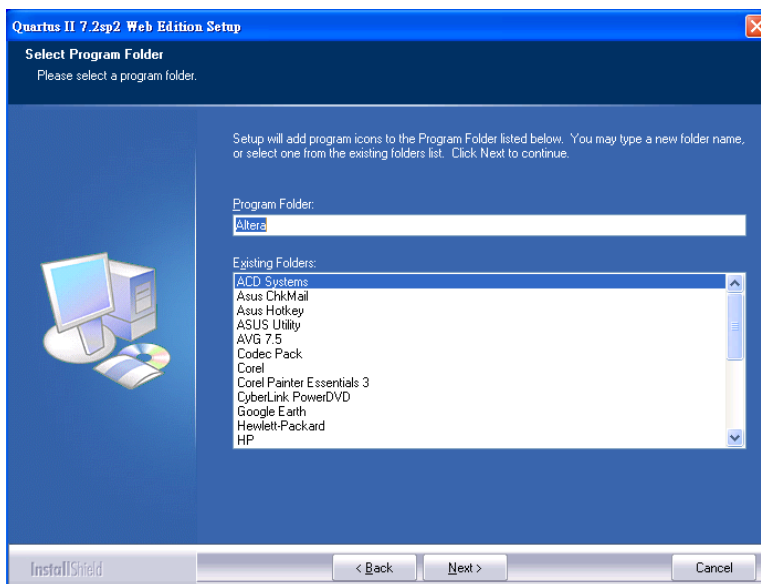 Quartus II 7.2sp2 Web Edition Setup
Select Program Folder
Please select a program folder.
Setup will add program icons to the Program Folder listed below. You may type a new folder name,
or select one from the existing folders list. Click Next to continue.
Program Folder:
Altera
Existing Folders:
ACD Systems
Asus ChkMail
Asus Hotkey
ASUS Utility
AVG 7.5
Codec Pack
Corel
Corel Painter Essentials 3
CyberLink PowerDVD
Google Earth
Hewlett-Packard
HP
InstallShield
< Back
Next >
Cancel